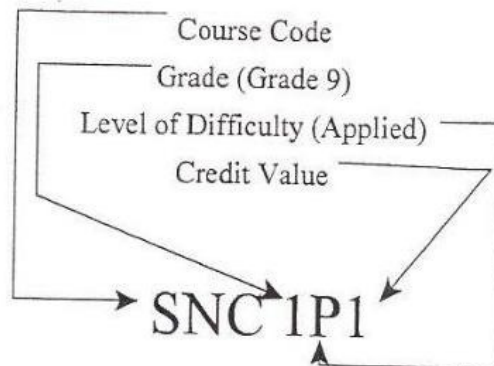 Course Code
Grade (Grade 9)
Level of Difficulty (Applied)
Credit Value
SNC 1P1